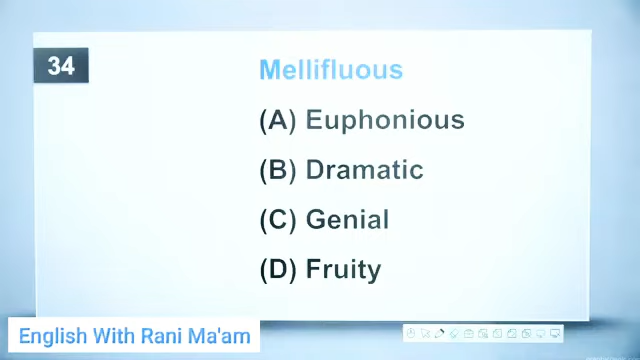 34
Mellifluous
(A) Euphonious
(B) Dramatic
(C) Genial
(D) Fruity
English With Rani Ma'am